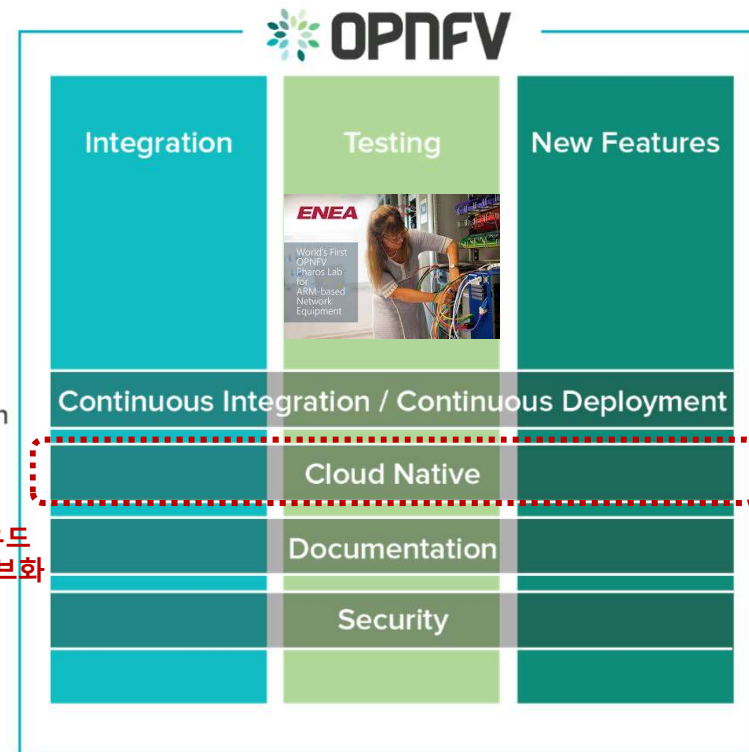 OPNFV
Integration
Testing
New Features
ENEA
World's First
OPNFV
Pharos Lab
for
ARM-based
Network
Equipment
Continuous Integration / Continuous Deployment
Cloud Native
Documentation
Security